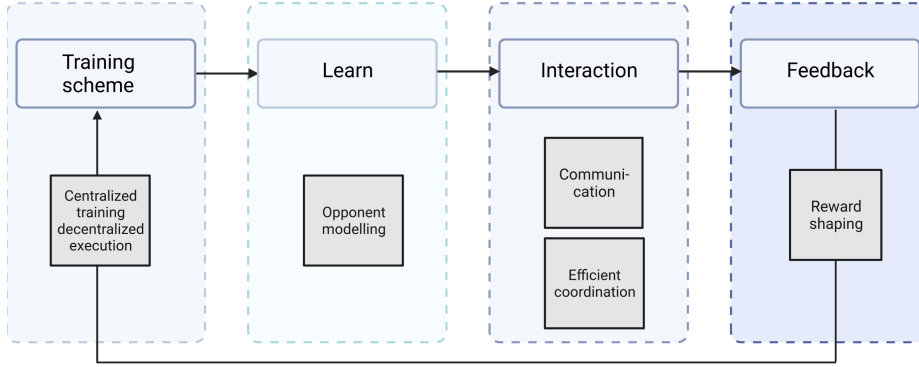 Training
scheme
Learn
Interaction
Feedback
Centralized
training
decentralized
execution
Opponent
modelling
Communi-
cation
Efficient
coordination
Reward
shaping